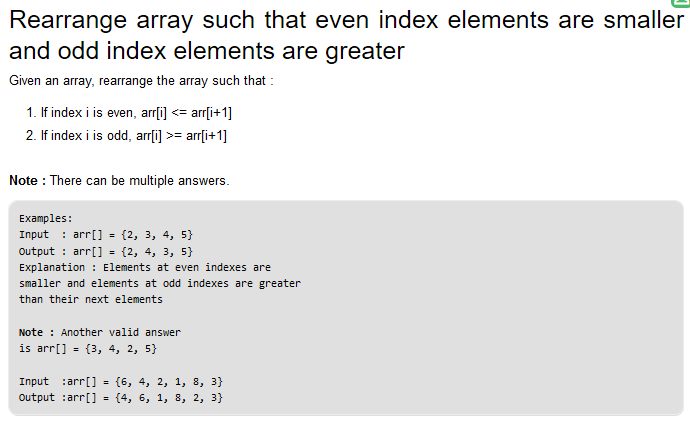 Rearrange array such that even index elements are smaller
and odd index elements are greater
Given an array, rearrange the array such that :
1. If index i is even, arr[i] <= arr[i+1]
2. If index i is odd, arr[i] >= arr[i+1]
Note : There can be multiple answers.
Examples:
Input  : arr[] = {2, 3, 4, 5}
Output : arr[] = {2, 4, 3, 5}
Explanation : Elements at even indexes are
smaller and elements at odd indexes are greater
than their next elements
Note : Another valid answer
is arr[] = {3, 4, 2, 5}
Input  :arr[] = {6, 4, 2, 1, 8, 3}
Output :arr[] = {4, 6, 1, 8, 2, 3}